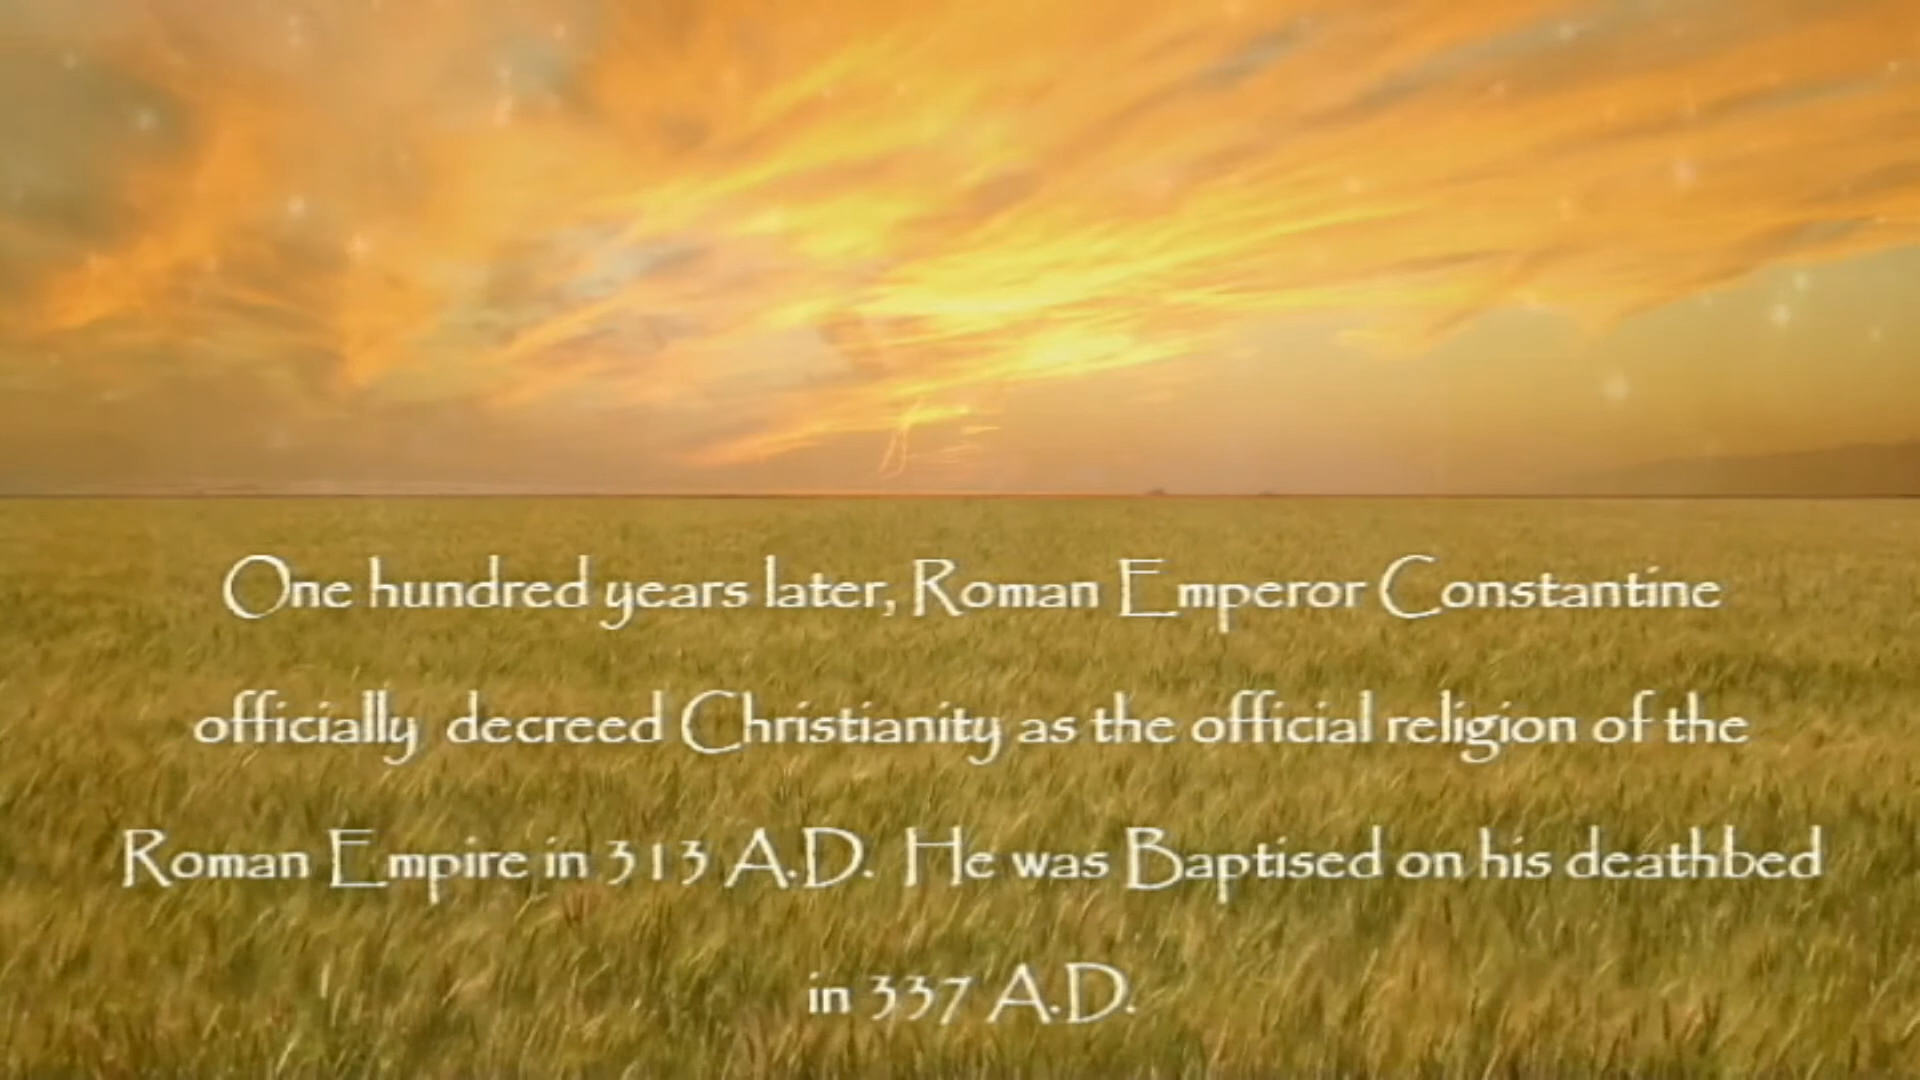 One hundred years later, Roman Emperor Constantine
officially decreed Christianity as the official religion of the
Roman Empire in 313 A.D. He was Baptised on his deathbed
in 337 A.D.